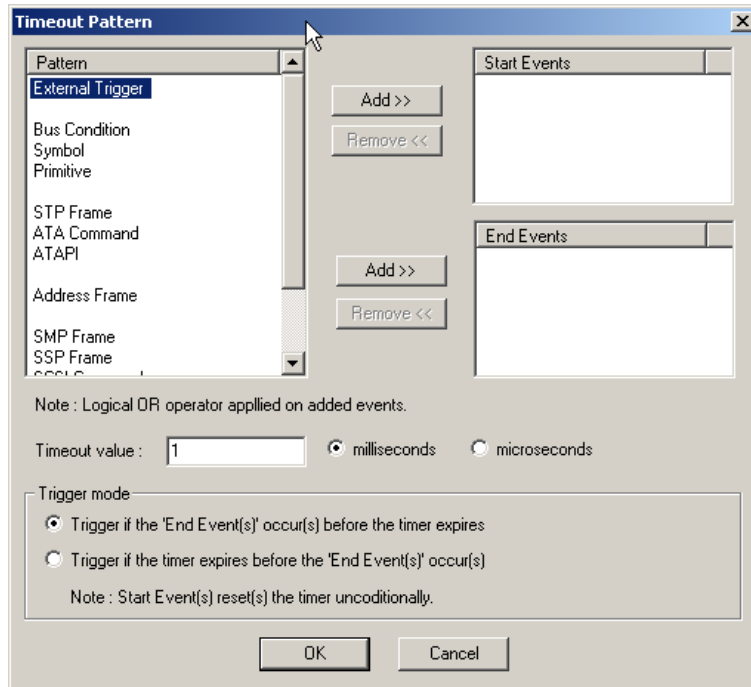 Timeout Pattern
Pattern
External Trigger
Bus Condition
Symbol
Primitive
STP Frame
ATA Command
ATAPI
Address Frame
SMP Frame
SSP Frame
Add >>
Remove <<
Start Events
Add >>
Remove <<
End Events
Note : Logical OR operator appllied on added events.
Timeout value : 1 milliseconds microseconds
Trigger mode
Trigger if the 'End Event(s)' occur(s) before the timer expires
Trigger if the timer expires before the 'End Event(s)' occur(s)
Note : Start Event(s) reset(s) the timer uncoditionally.
OK Cancel